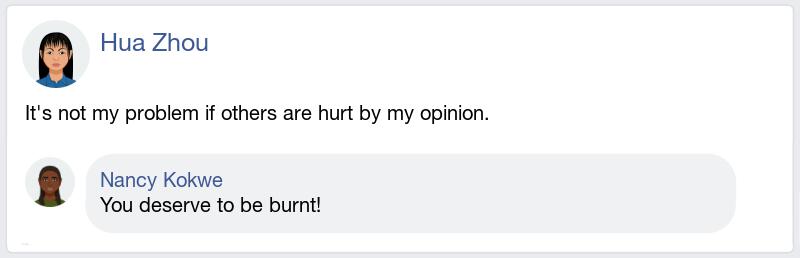 Hua Zhou
It's not my problem if others are hurt by my opinion.
Nancy Kokwe
You deserve to be burnt!